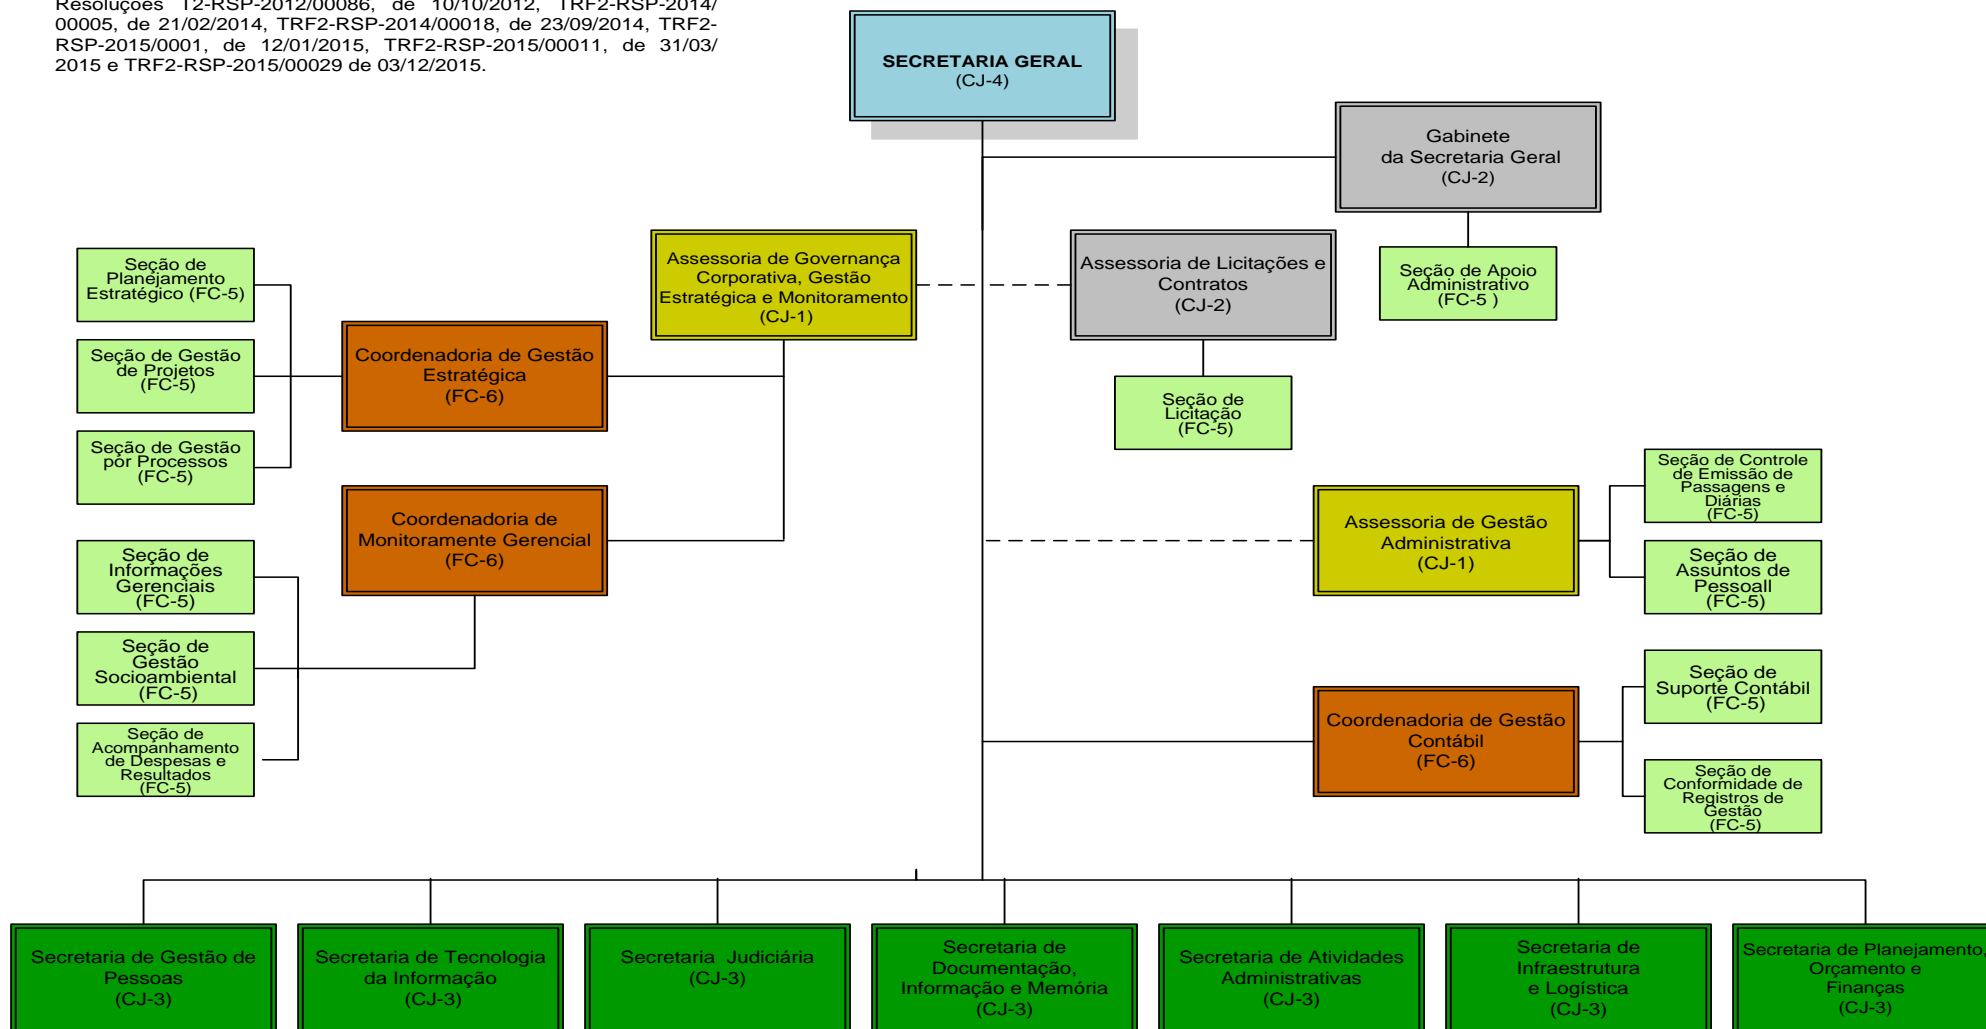 Resoluções T2-RSP-2012/00086, de 10/10/2012, TRF2-RSP-2014/
00005, de 21/02/2014, TRF2-RSP-2014/00018, de 23/09/2014, TRF2-
RSP-2015/0001, de 12/01/2015, TRF2-RSP-2015/00011, de 31/03/
2015 e TRF2-RSP-2015/00029 de 03/12/2015.
SECRETARIA GERAL
(CJ-4)
Gabinete
da Secretaria Geral
(CJ-2)
Seção de Apoio
Administrativo
(FC-5 )
Assessoria de Governança
Corporativa, Gestão
Estratégica e Monitoramento
(CJ-1)
Assessoria de Licitações e
Contratos
(CJ-2)
Seção de
Licitação
(FC-5)
Seção de
Planejamento
Estratégico (FC-5)
Seção de Gestão
de Projetos
(FC-5)
Seção de Gestão
por Processos
(FC-5)
Coordenadoria de Gestão
Estratégica
(FC-6)
Coordenadoria de
Monitoramente Gerencial
(FC-6)
Seção de
Informações
Gerenciais
(FC-5)
Seção de
Gestão
Socioambiental
(FC-5)
Seção de
Acompanhamento
de Despesas e
Resultados
(FC-5)
Assessoria de Gestão
Administrativa
(CJ-1)
Seção de Controle
de Emissão de
Passagens e
Diárias
(FC-5)
Seção de
Assuntos de
Pessoall
(FC-5)
Coordenadoria de Gestão
Contábil
(FC-6)
Seção de
Suporte Contábil
(FC-5)
Seção de
Conformidade de
Registros de
Gestão
(FC-5)
Secretaria de Gestão de
Pessoas
(CJ-3)
Secretaria de Tecnologia
da Informação
(CJ-3)
Secretaria Judiciária
(CJ-3)
Secretaria de
Documentação,
Informação e Memória
(CJ-3)
Secretaria de Atividades
Administrativas
(CJ-3)
Secretaria de
Infraestrutura
e Logística
(CJ-3)
Secretaria de Planejamento,
Orçamento e
Finanças
(CJ-3)